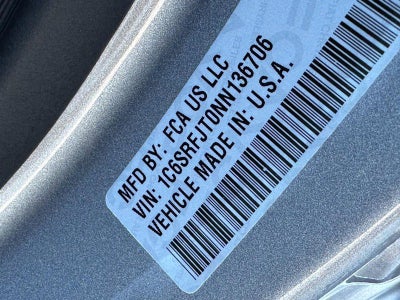 MFD BY: FCA US LLC
VIN: 1C6SRFJT0NN136706
VEHICLE MADE IN: U.S.A.